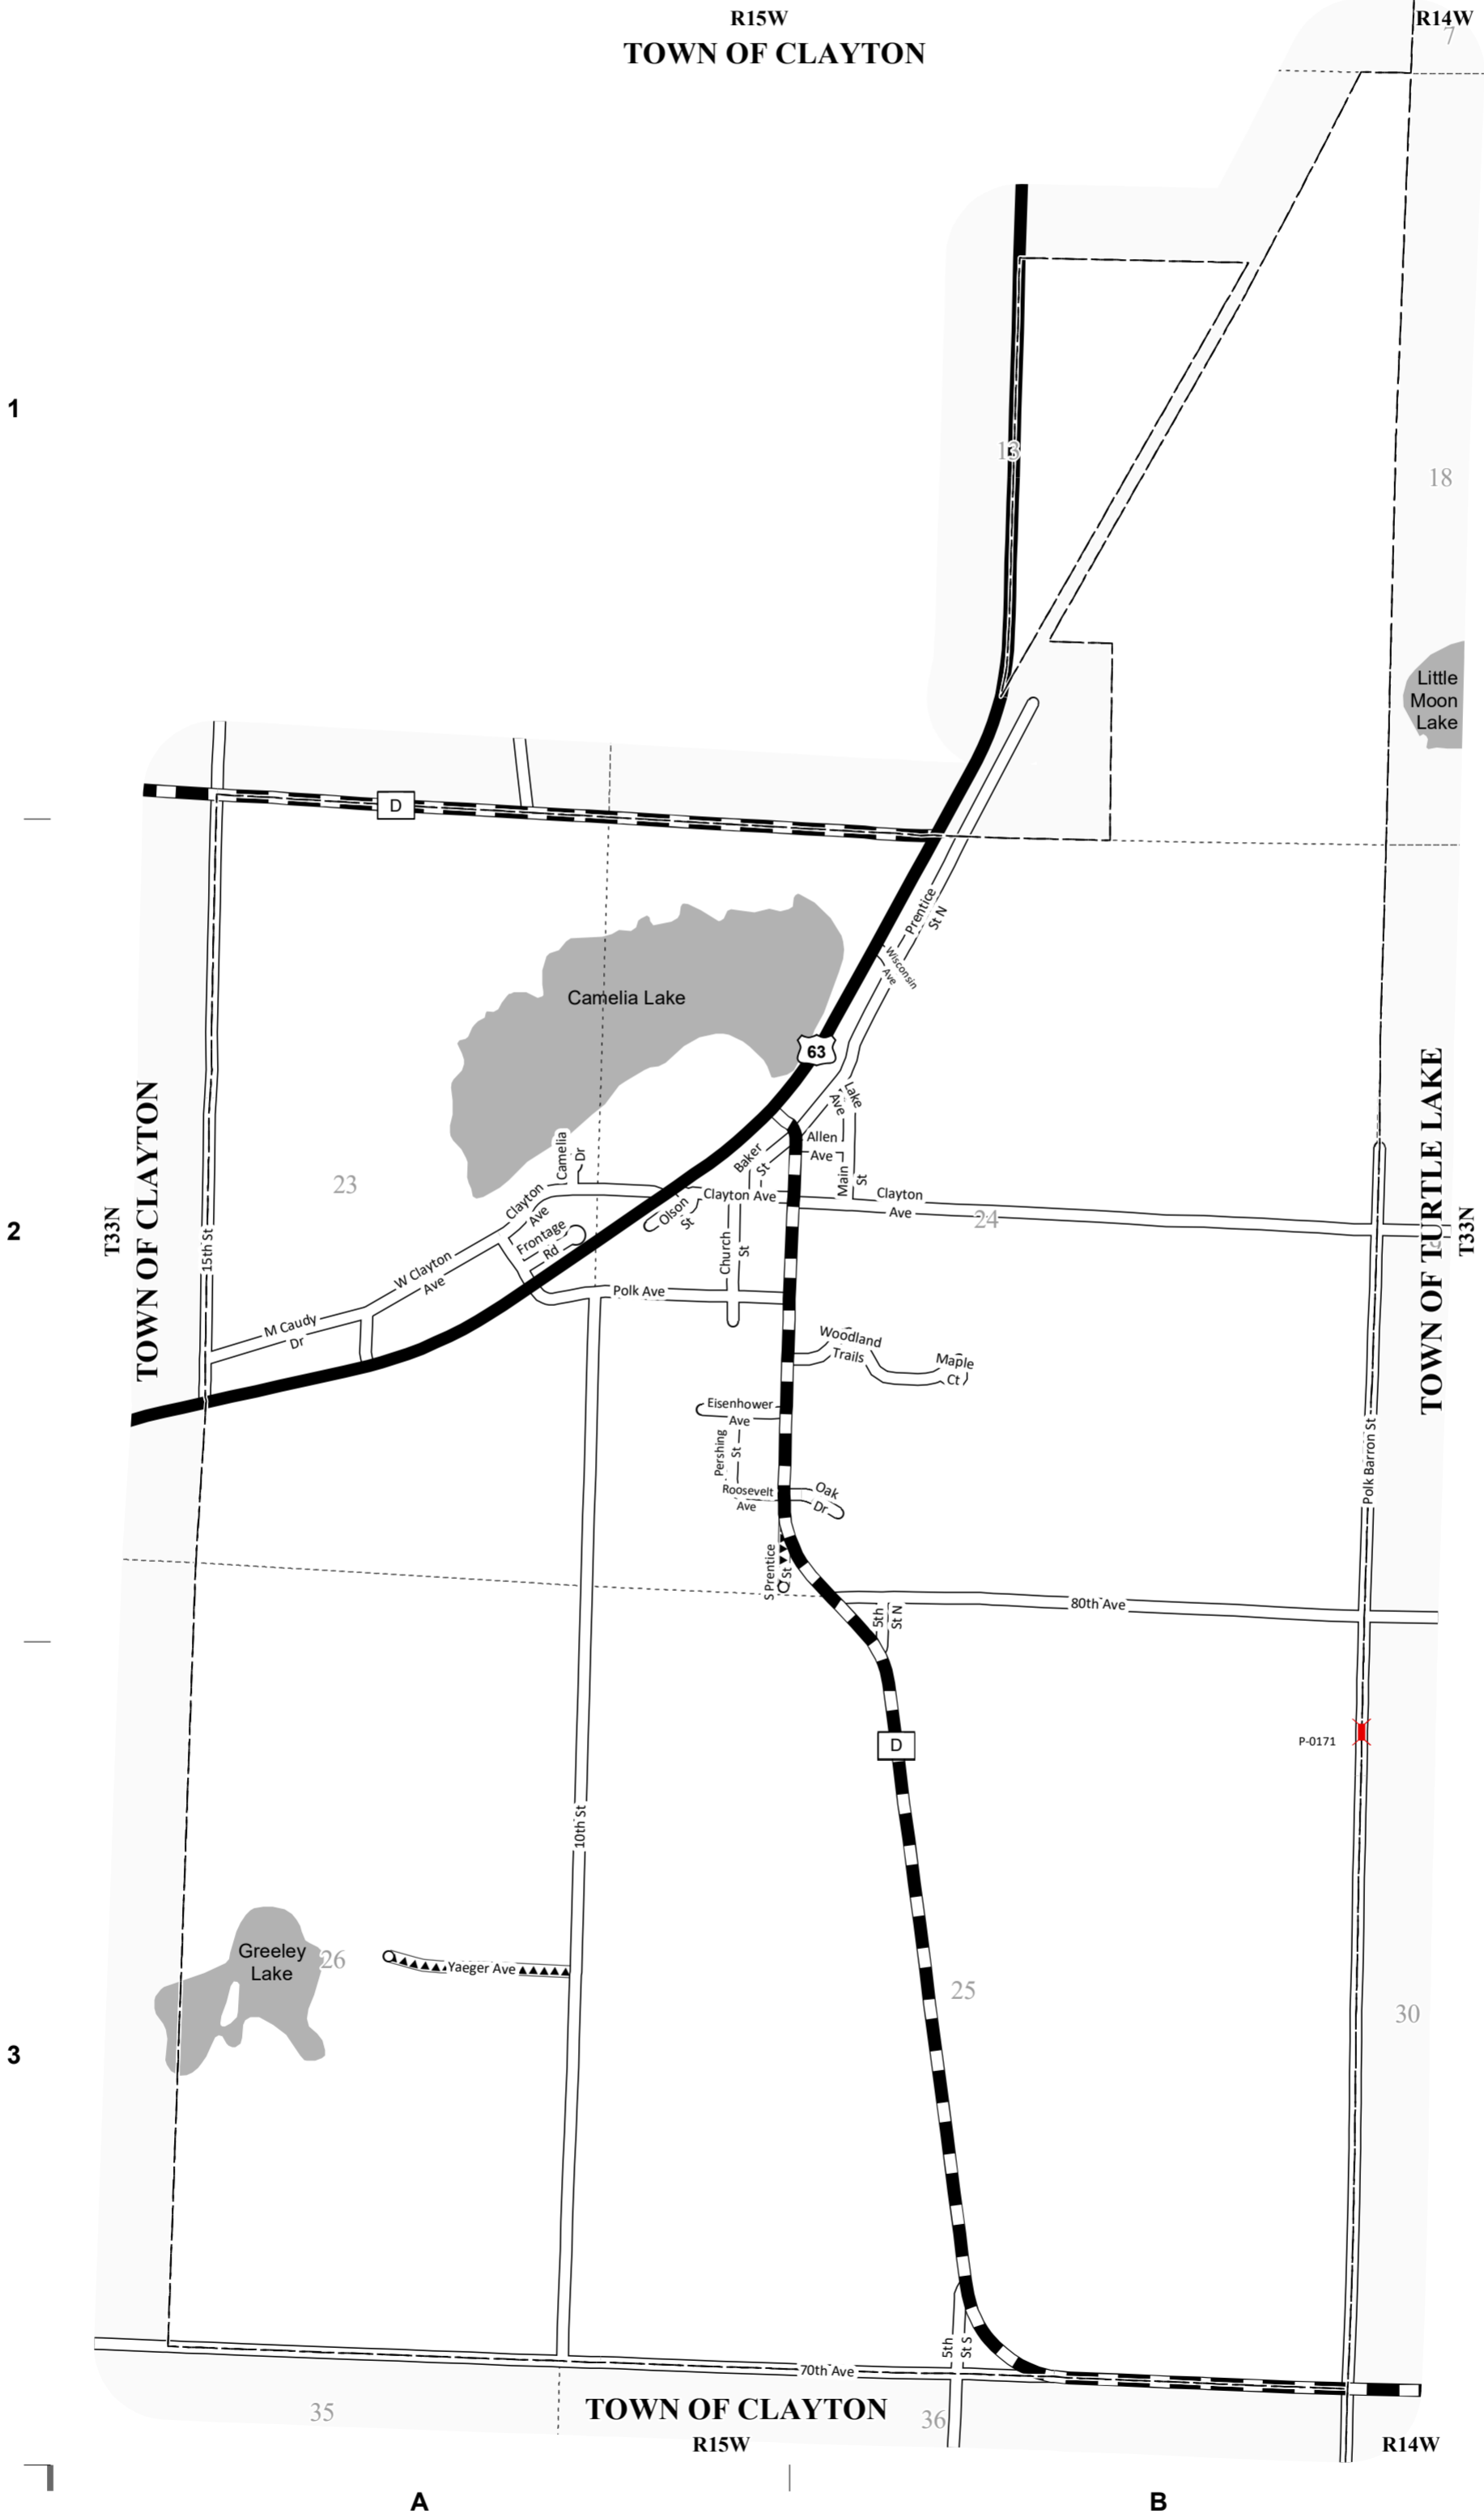 R15W
R14W
TOWN OF CLAYTON
7
1
13
18
Little
Moon
Lake
D
Prentice
St N
Wisconsin
Ave
Camelia Lake
63
Lake
Ave
TOWN OF CLAYTON
TOWN OF TURTLE LAKE
Allen
Ave
Baker
St
Camelia
Dr
Main
St
23
Clayton
Ave
Clayton Ave
Clayton
Ave
24
Olson
St
T33N
2
T33N
Frontage
Rd
Church
St
15th St
W Clayton
Ave
Polk Ave
M Caudy
Dr
Woodland
Trails
Maple
Ct
Eisenhower
Ave
Pershing
St
Polk Barron St
Roosevelt
Ave
Oak
Dr
S Prentice
St
80th Ave
5th
St N
P-0171
D
10th St
Greeley
Lake
26
Yaeger Ave
25
30
3
5th
St S
70th Ave
35
TOWN OF CLAYTON
36
R15W
R14W
A
B